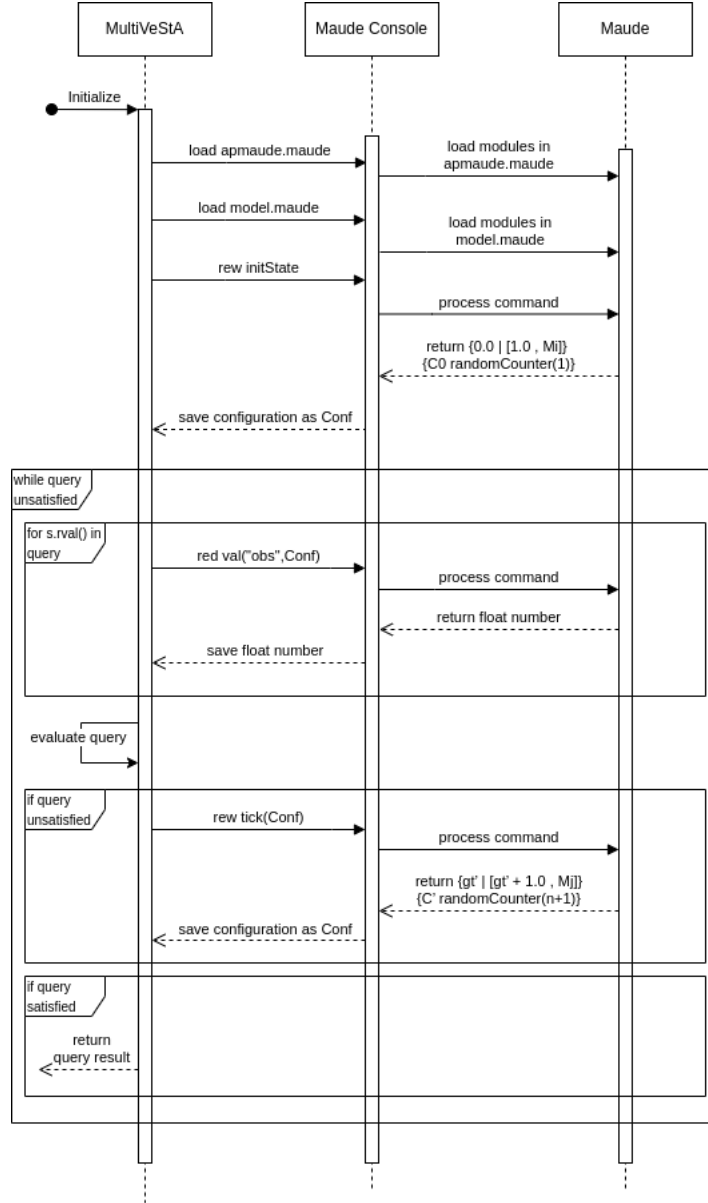 MultiVeStA
Maude Console
Maude
Initialize
load apmaude.maude
load modules in
apmaude.maude
load model.maude
load modules in
model.maude
rew initState
process command
return {0.0 | [1.0 , Mi]}
{C0 randomCounter(1)}
save configuration as Conf
while query
unsatisfied
for s.rval() in
query
red val("obs",Conf)
process command
return float number
save float number
evaluate query
if query
unsatisfied
rew tick(Conf)
process command
return {gt' | [gt' + 1.0 , Mj]}
{C' randomCounter(n+1)}
save configuration as Conf
if query
satisfied
return
query result